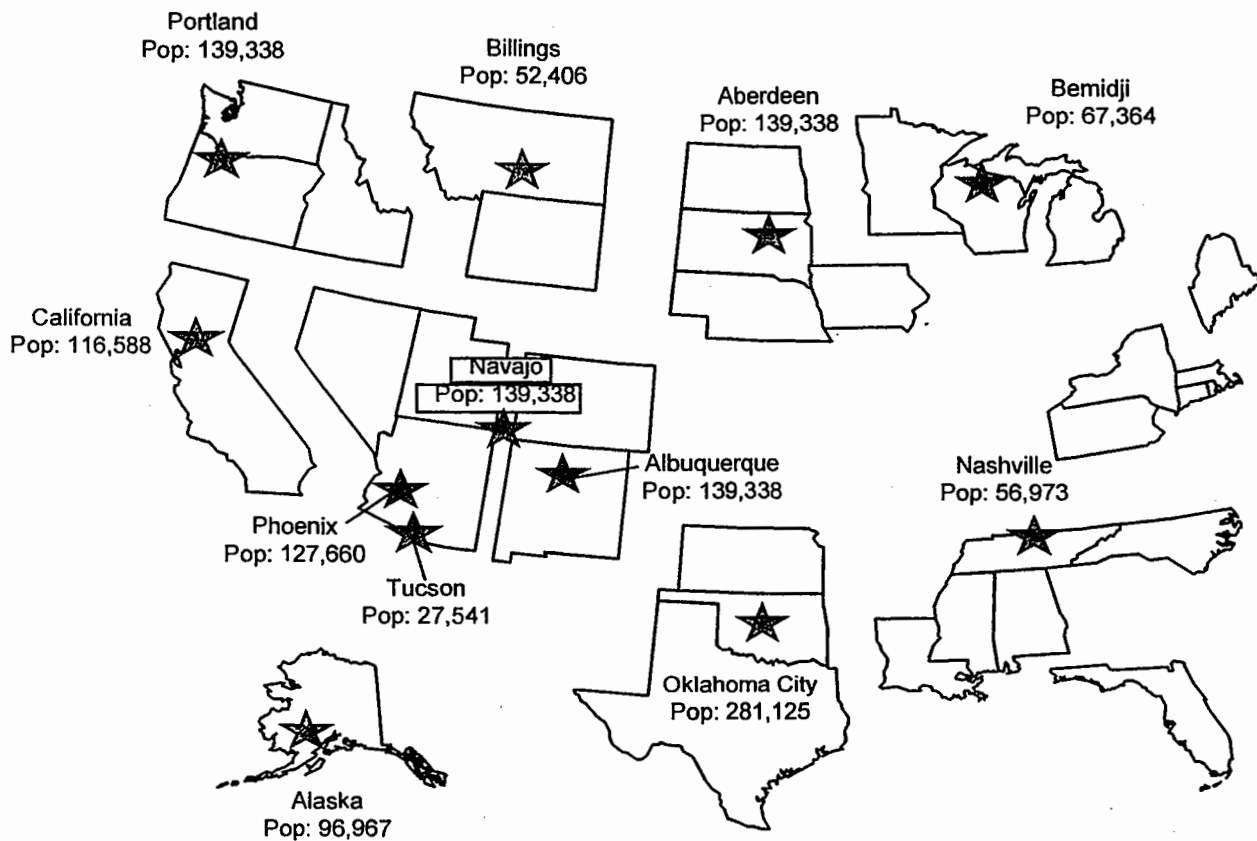 Portland
Pop: 139,338
Billings
Pop: 52,406
Aberdeen
Pop: 139,338
Bemidji
Pop: 67,364
California
Pop: 116,588
Navajo
Pop: 139,338
Albuquerque
Pop: 139,338
Nashville
Pop: 56,973
Phoenix
Pop: 127,660
Tucson
Pop: 27,541
Oklahoma City
Pop: 281,125
Alaska
Pop: 96,967